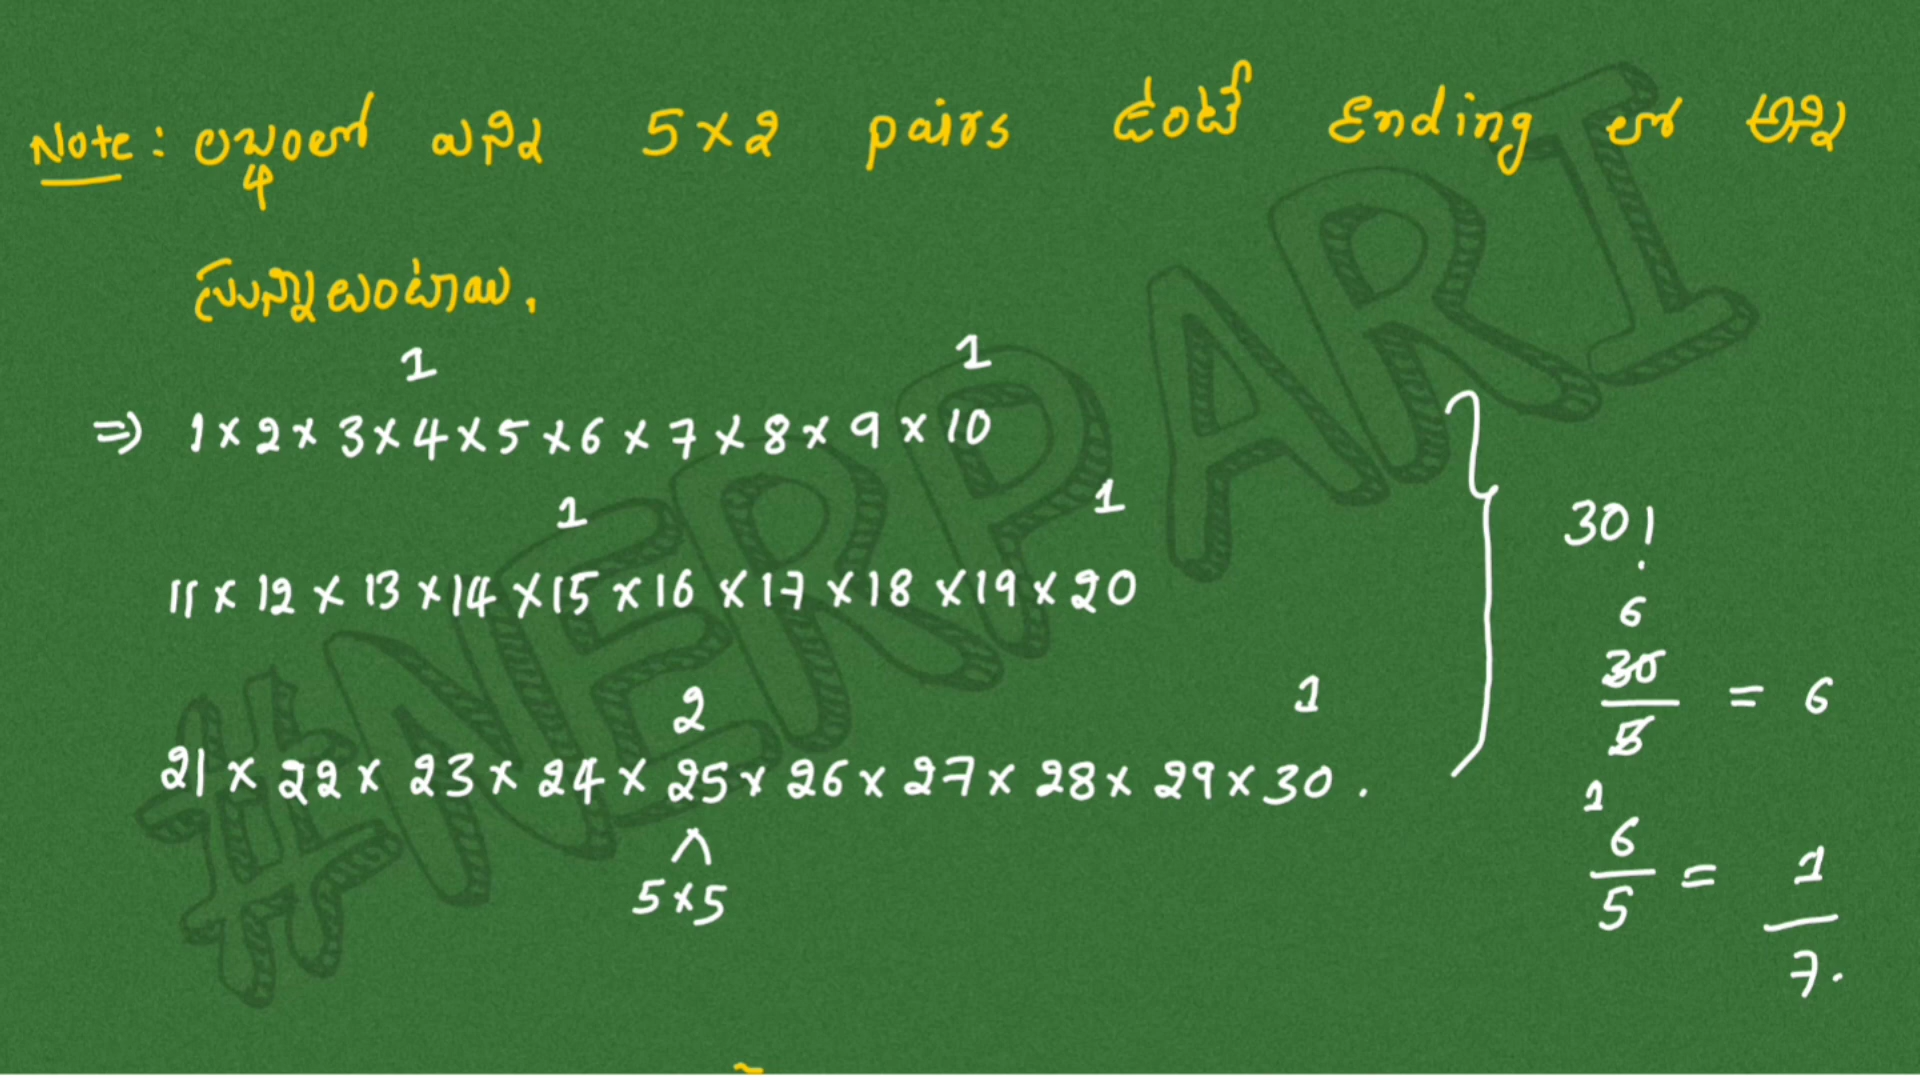 Note: లబ్ధంలో ఎన్ని 5×2 pairs ఉంటే Ending లో అన్ని
సున్నలుంటాయి.
1 1
⇒ 1×2×3×4×5×6×7×8×9×10
1 1
11×12×13×14×15×16×17×18×19×20
2 1
21×22×23×24×25×26×27×28×29×30.
^
5×5
30!
6
30/5 = 6
1
6/5 = 1
7.
#NERPARI